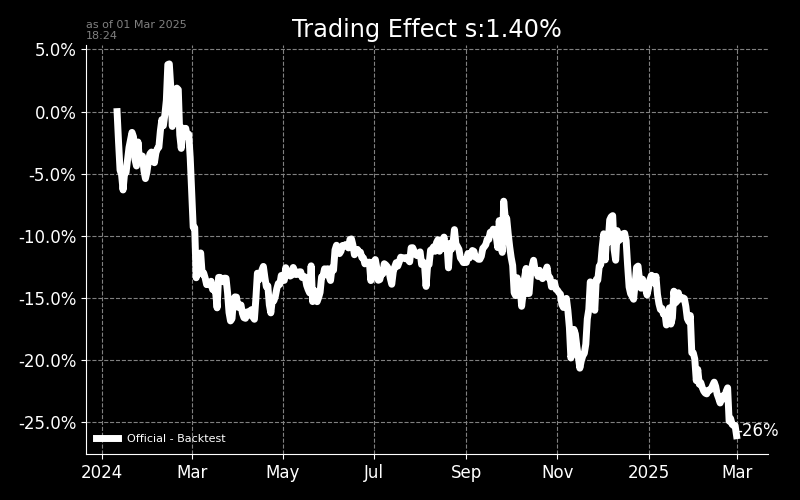 as of 01 Mar 2025
18:24
Trading Effect s:1.40%
5.0%
0.0%
-5.0%
-10.0%
-15.0%
-20.0%
-25.0%
-26%
Official - Backtest
2024 Mar May Jul Sep Nov 2025 Mar